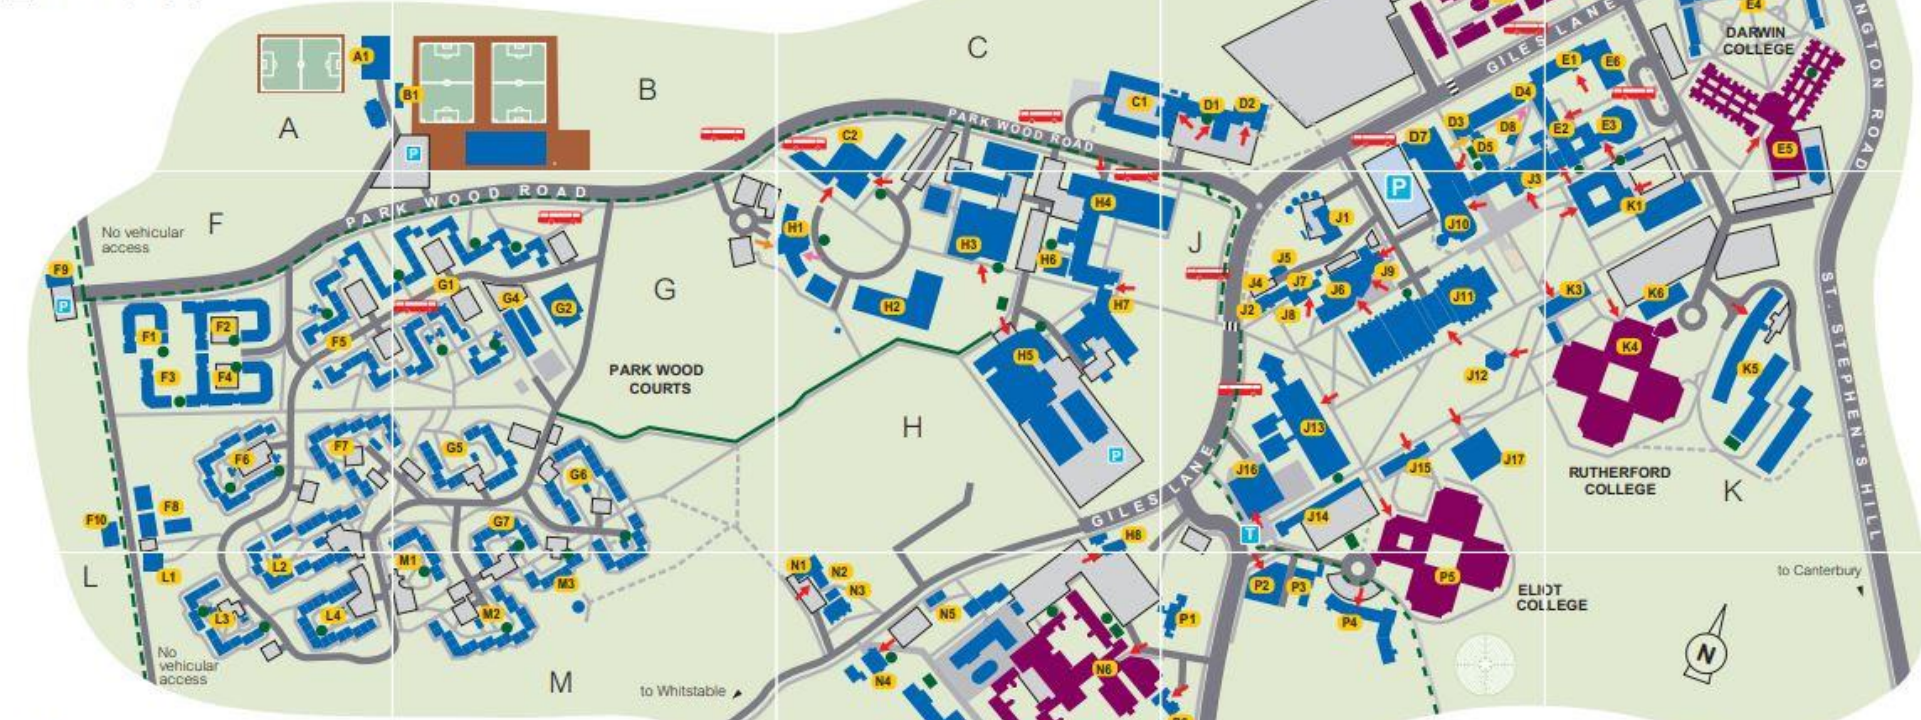 A
B
C
F
G
H
J
K
L
M
A1
B1
P
C2
C1
D1
D2
D3
D4
D5
D7
D8
E1
E2
E3
E4
E5
E6
DARWIN
COLLEGE
GILES LANE
PARK WOOD ROAD
PARK WOOD ROAD
No vehicular
access
F9
P
F1
F2
F3
F4
F5
F6
F7
F8
F10
G1
G2
G4
G5
G6
G7
PARK WOOD
COURTS
H1
H2
H3
H4
H5
H6
H7
H8
P
P
J1
J2
J3
J4
J5
J6
J7
J8
J9
J10
J11
J12
J13
J14
J15
J16
J17
K1
K3
K4
K5
K6
RUTHERFORD
COLLEGE
ST. STEPHEN'S HILL
NGTON ROAD
GILES LANE
T
L1
L2
L3
L4
M1
M2
M3
N1
N2
N3
N4
N5
N6
P1
P2
P3
P4
P5
ELIOT
COLLEGE
to Canterbury
N
No
vehicular
access
to Whitstable